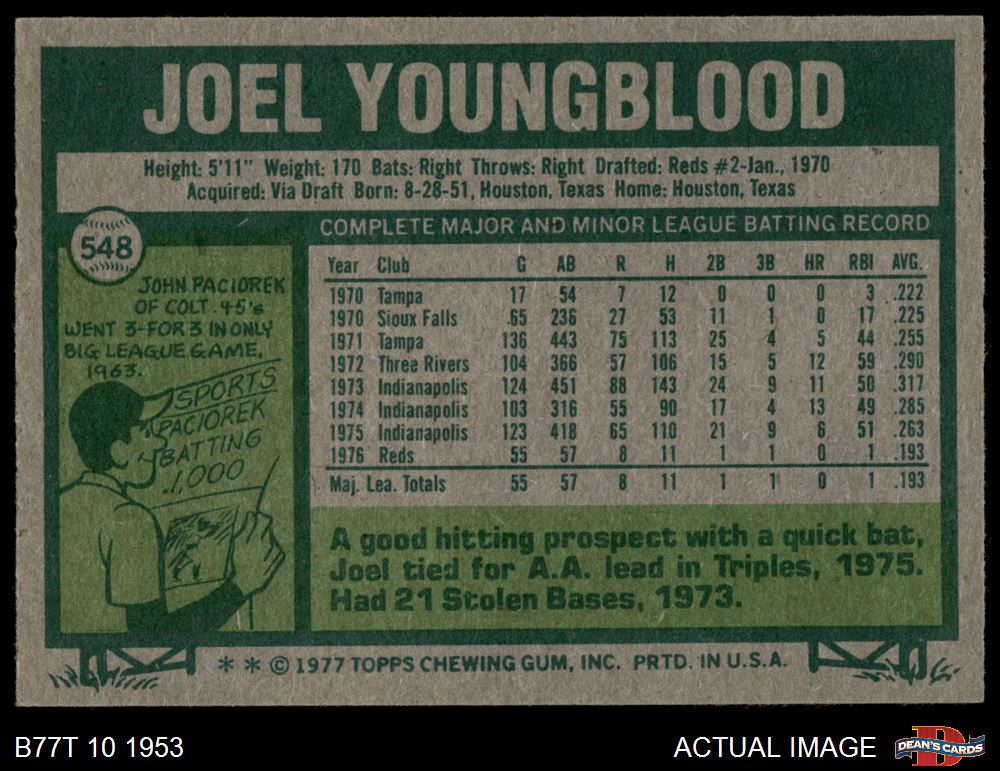 JOEL YOUNGBLOOD
Height: 5'11" Weight: 170 Bats: Right Throws: Right Drafted: Reds #2-Jan., 1970
Acquired: Via Draft Born: 8-28-51, Houston, Texas Home: Houston, Texas
548
JOHN PACIOREK
OF COLT .45's
WENT 3-FOR 3 IN ONLY
BIG LEAGUE GAME,
1963.
SPORTS
PACIOREK
BATTING
1,000
COMPLETE MAJOR AND MINOR LEAGUE BATTING RECORD
Year Club G AB R H 2B 3B HR RBI AVG.
1970 Tampa 17 54 7 12 0 0 0 3 .222
1970 Sioux Falls .65 236 27 53 11 1 0 17 .225
1971 Tampa 136 443 75 113 25 4 5 44 .255
1972 Three Rivers 104 366 57 106 15 5 12 59 .290
1973 Indianapolis 124 451 88 143 24 9 11 50 .317
1974 Indianapolis 103 316 55 90 17 4 13 49 .285
1975 Indianapolis 123 418 65 110 21 9 6 51 .263
1976 Reds 55 57 8 11 1 1 0 1 .193
Maj. Lea. Totals 55 57 8 11 1 1 0 1 .193
A good hitting prospect with a quick bat,
Joel tied for A.A. lead in Triples, 1975.
Had 21 Stolen Bases, 1973.
* * © 1977 TOPPS CHEWING GUM, INC. PRTD. IN U.S.A.
B77T 10 1953
ACTUAL IMAGE
D
DEAN'S CARDS